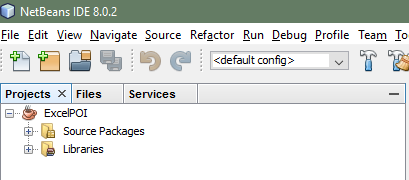 NetBeans IDE 8.0.2
File Edit View Navigate Source Refactor Run Debug Profile Team To
<default config>
Projects Files Services
ExcelPOI
Source Packages
Libraries